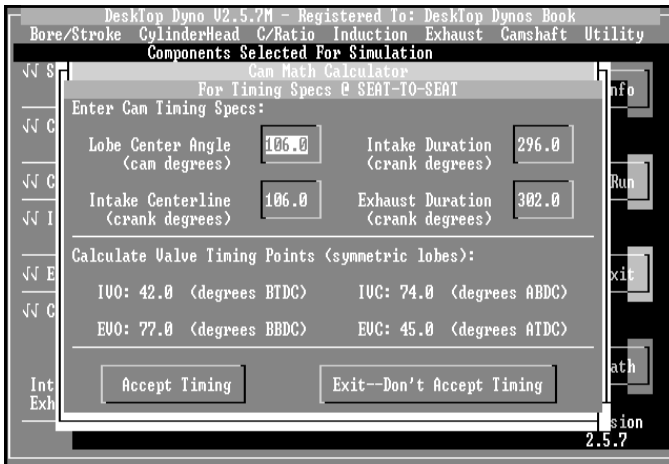 DeskTop Dyno V2.5.7M - Registered To: DeskTop Dynos Book
Bore/Stroke CylinderHead C/Ratio Induction Exhaust Camshaft Utility
Components Selected For Simulation
√√ S
Cam Math Calculator
For Timing Specs @ SEAT-TO-SEAT
nfo
Enter Cam Timing Specs:
√√ C
Lobe Center Angle 106.0 Intake Duration 296.0
(cam degrees) (crank degrees)
√√ C
Run
Intake Centerline 106.0 Exhaust Duration 302.0
(crank degrees) (crank degrees)
√√ I
Calculate Valve Timing Points (symmetric lobes):
√√ E
xit
IVO: 42.0 (degrees BTDC) IVC: 74.0 (degrees ABDC)
√√ C
EVO: 77.0 (degrees BBDC) EVC: 45.0 (degrees ATDC)
ath
Accept Timing Exit--Don't Accept Timing
Int
Exh
sion
2.5.7